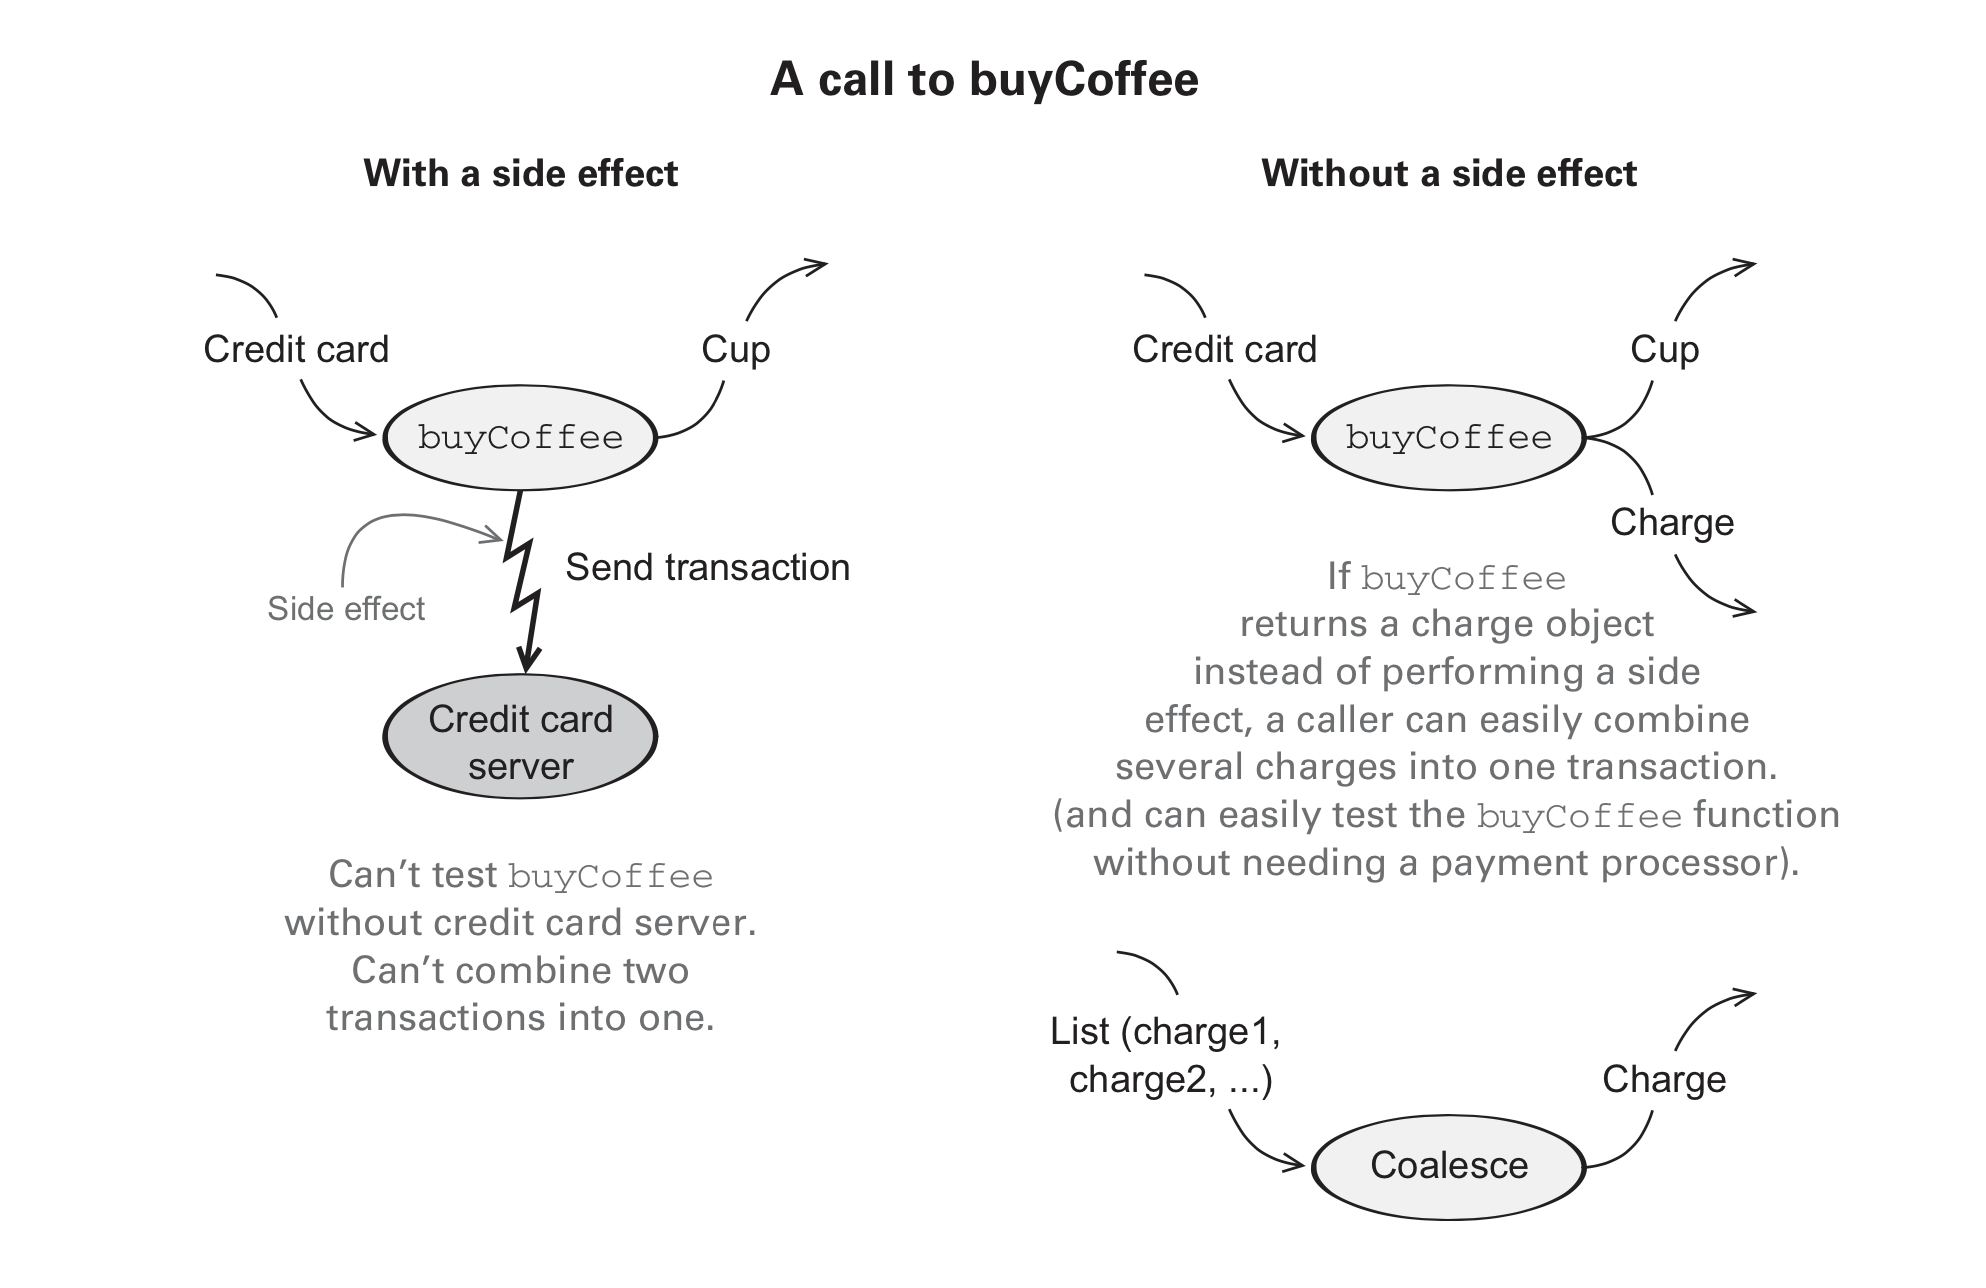 A call to buyCoffee
With a side effect
Credit card
Cup
buyCoffee
Send transaction
Side effect
Credit card
server
Can’t test buyCoffee
without credit card server.
Can’t combine two
transactions into one.
Without a side effect
Credit card
Cup
buyCoffee
Charge
If buyCoffee
returns a charge object
instead of performing a side
effect, a caller can easily combine
several charges into one transaction.
(and can easily test the buyCoffee function
without needing a payment processor).
List (charge1,
charge2, ...)
Charge
Coalesce